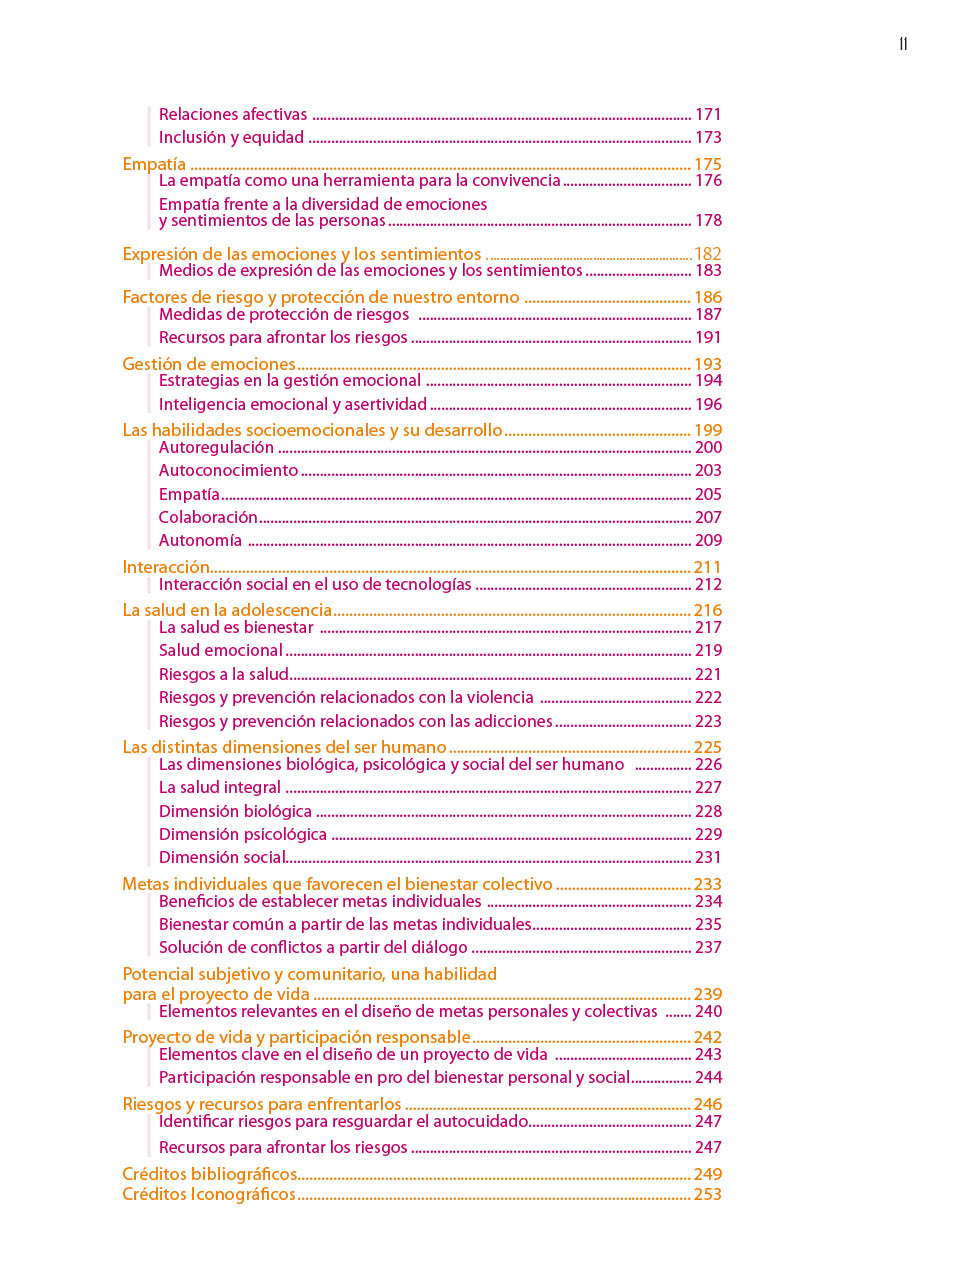 11
Relaciones afectivas ........................................................................ 171
Inclusión y equidad ........................................................................ 173
Empatía ........................................................................ 175
La empatía como una herramienta para la convivencia .................................. 176
Empatía frente a la diversidad de emociones
y sentimientos de las personas ........................................................................ 178
Expresión de las emociones y los sentimientos ............................................. 182
Medios de expresión de las emociones y los sentimientos ............................ 183
Factores de riesgo y protección de nuestro entorno .......................................... 186
Medidas de protección de riesgos ........................................................................ 187
Recursos para afrontar los riesgos ........................................................................ 191
Gestión de emociones ........................................................................ 193
Estrategias en la gestión emocional ...................................................................... 194
Inteligencia emocional y asertividad ..................................................................... 196
Las habilidades socioemocionales y su desarrollo ............................................... 199
Autoregulación ........................................................................ 200
Autoconocimiento ........................................................................ 203
Empatía ........................................................................ 205
Colaboración ........................................................................ 207
Autonomía ........................................................................ 209
Interacción ........................................................................ 211
Interacción social en el uso de tecnologías ......................................................... 212
La salud en la adolescencia ........................................................................ 216
La salud es bienestar ........................................................................ 217
Salud emocional ........................................................................ 219
Riesgos a la salud ........................................................................ 221
Riesgos y prevención relacionados con la violencia ........................................ 222
Riesgos y prevención relacionados con las adicciones .................................... 223
Las distintas dimensiones del ser humano ............................................................. 225
Las dimensiones biológica, psicológica y social del ser humano ............... 226
La salud integral ........................................................................ 227
Dimensión biológica ........................................................................ 228
Dimensión psicológica ........................................................................ 229
Dimensión social ........................................................................ 231
Metas individuales que favorecen el bienestar colectivo .................................. 233
Beneficios de establecer metas individuales ...................................................... 234
Bienestar común a partir de las metas individuales .......................................... 235
Solución de conflictos a partir del diálogo .......................................................... 237
Potencial subjetivo y comunitario, una habilidad
para el proyecto de vida ........................................................................ 239
Elementos relevantes en el diseño de metas personales y colectivas ....... 240
Proyecto de vida y participación responsable ....................................................... 242
Elementos clave en el diseño de un proyecto de vida .................................... 243
Participación responsable en pro del bienestar personal y social ................ 244
Riesgos y recursos para enfrentarlos ........................................................................ 246
Identificar riesgos para resguardar el autocuidado ........................................... 247
Recursos para afrontar los riesgos ........................................................................ 247
Créditos bibliográficos ........................................................................ 249
Créditos Iconográficos ........................................................................ 253